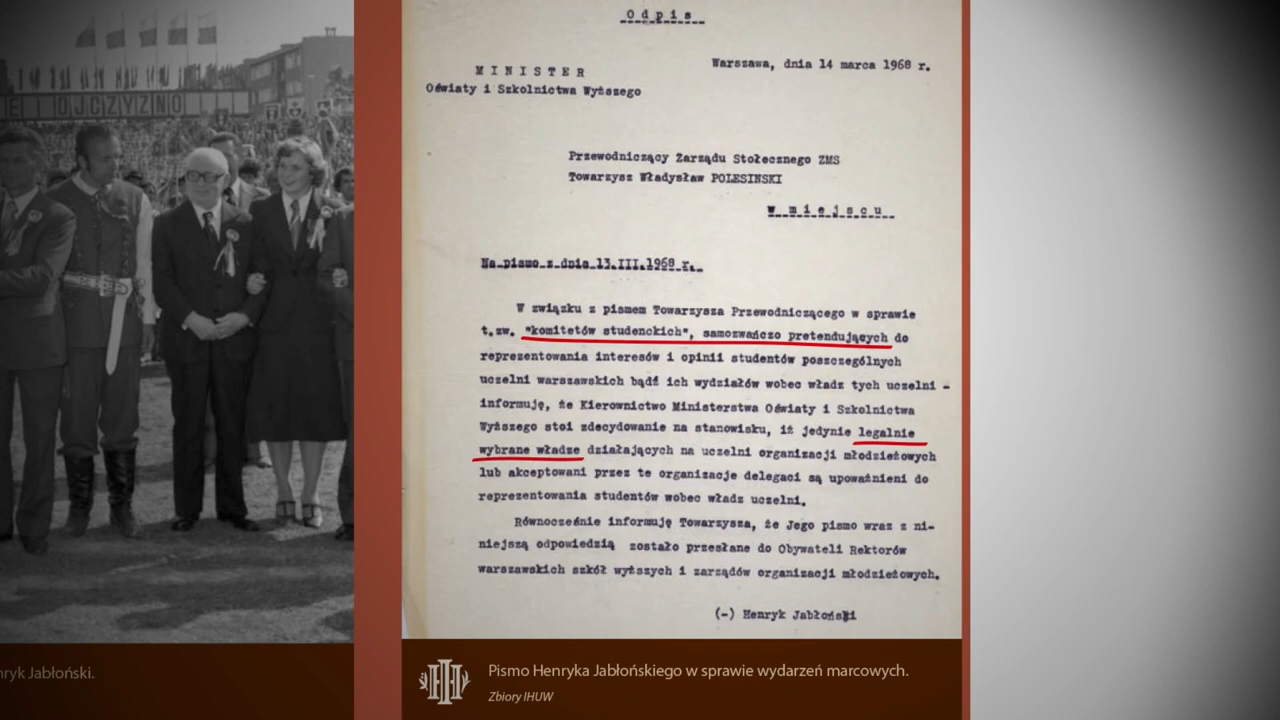 E OJCZYZNO
nryk Jabłoński.
Odpis
Warszawa, dnia 14 marca 1968 r.
MINISTER
Oświaty i Szkolnictwa Wyższego
Przewodniczący Zarządu Stołecznego ZMS
Towarzysz Władysław POLESINSKI
w miejscu
Na pismo z dnia 13.III.1968 r.
W związku z pismem Towarzysza Przewodniczącego w sprawie
t.zw. "komitetów studenckich", samozwańczo pretendujących do
reprezentowania interesów i opinii studentów poszczególnych
uczelni warszawskich bądź ich wydziałów wobec władz tych uczelni -
informuję, że Kierownictwo Ministerstwa Oświaty i Szkolnictwa
Wyższego stoi zdecydowanie na stanowisku, iż jedynie legalnie
wybrane władze działających na uczelni organizacji młodzieżowych
lub akceptowani przez te organizacje delegaci są upoważnieni do
reprezentowania studentów wobec władz uczelni.
Równocześnie informuję Towarzysza, że Jego pismo wraz z ni-
niejszą odpowiedzią zostało przesłane do Obywateli Rektorów
warszawskich szkół wyższych i zarządów organizacji młodzieżowych.
(-) Henryk Jabłoński
Pismo Henryka Jabłońskiego w sprawie wydarzeń marcowych.
Zbiory IHUW